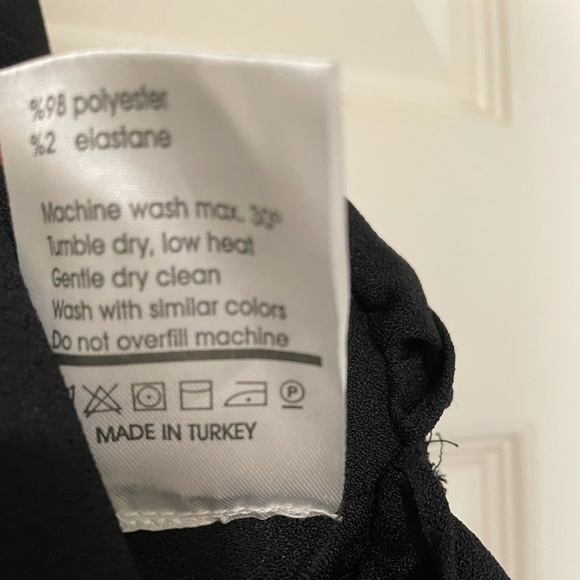 %98 polyester
%2 elastane
Machine wash max. 30°
Tumble dry, low heat
Gentle dry clean
Wash with similar colors
Do not overfill machine
P
MADE IN TURKEY